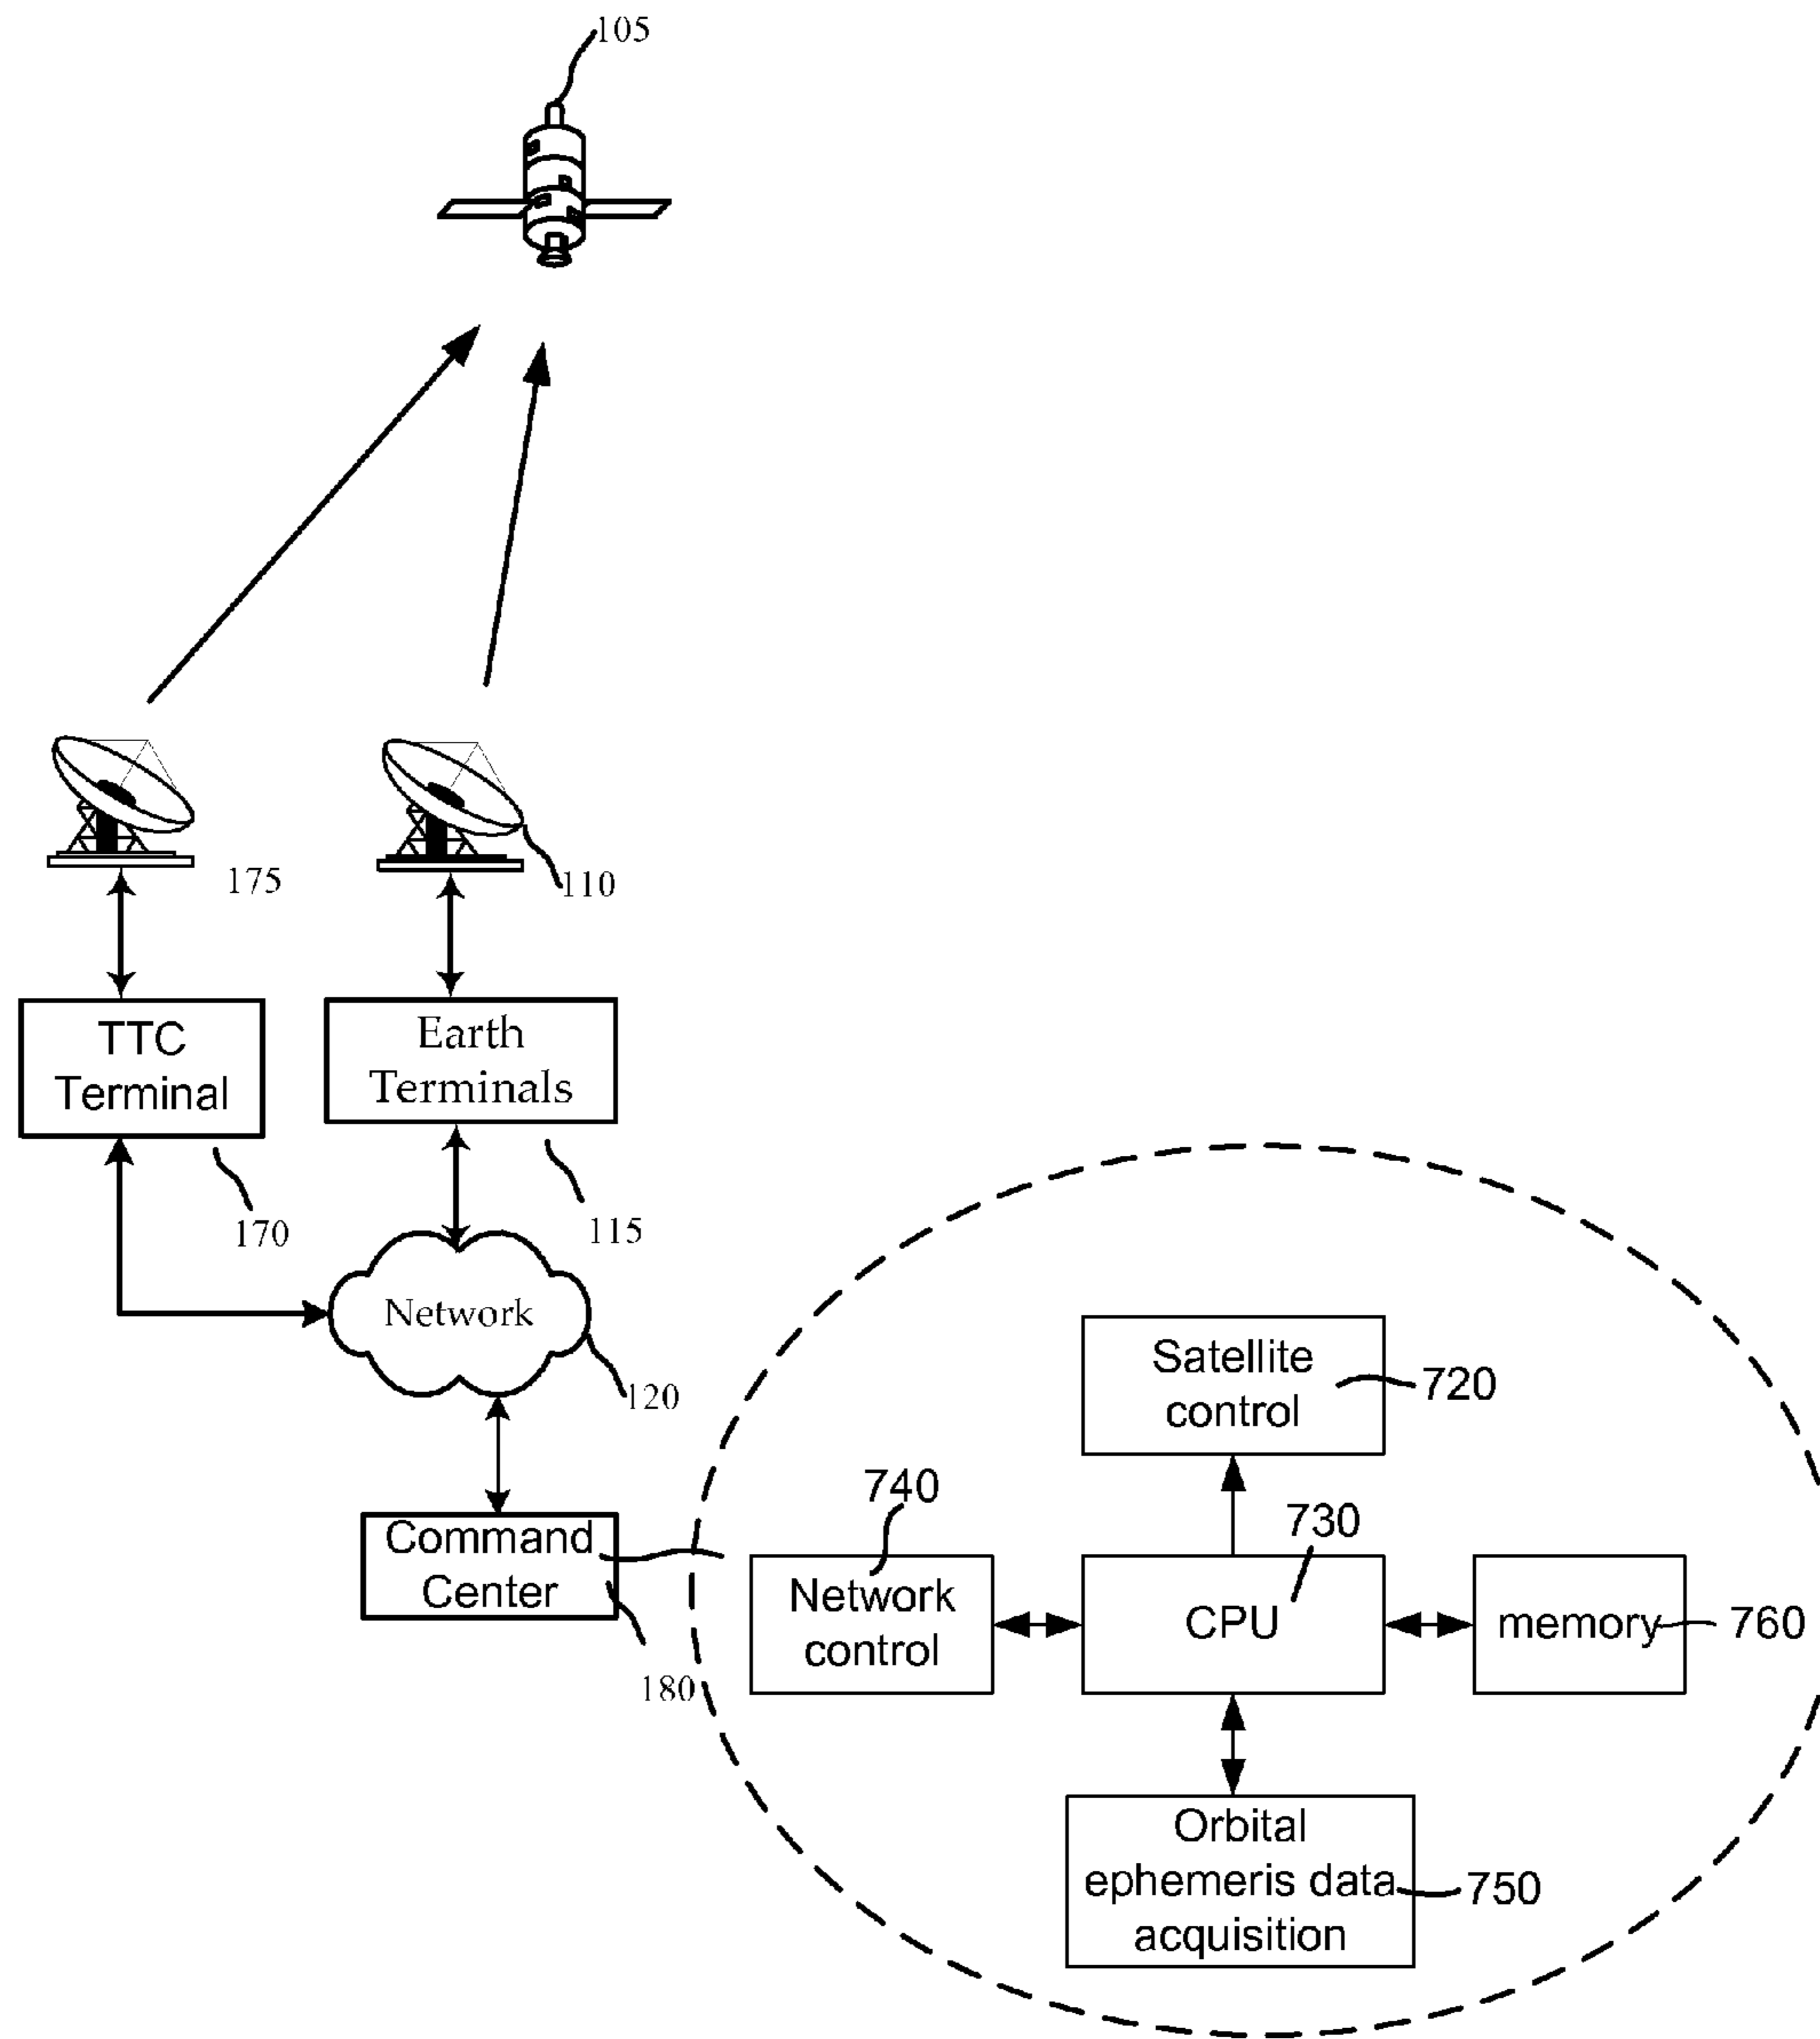 105
175
110
TTC
Terminal
Earth
Terminals
170
115
Network
120
Satellite
control
720
Command
Center
180
740
Network
control
730
CPU
memory
760
Orbital
ephemeris data
acquisition
750